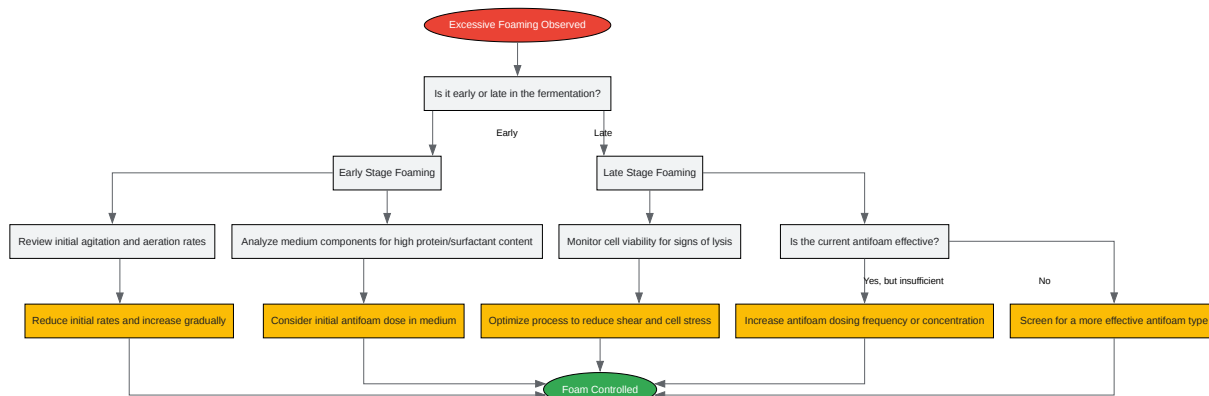 Excessive Foaming Observed
Is it early or late in the fermentation?
Early
Late
Early Stage Foaming
Late Stage Foaming
Review initial agitation and aeration rates
Analyze medium components for high protein/surfactant content
Monitor cell viability for signs of lysis
Is the current antifoam effective?
Yes, but insufficient
No
Reduce initial rates and increase gradually
Consider initial antifoam dose in medium
Optimize process to reduce shear and cell stress
Increase antifoam dosing frequency or concentration
Screen for a more effective antifoam type
Foam Controlled